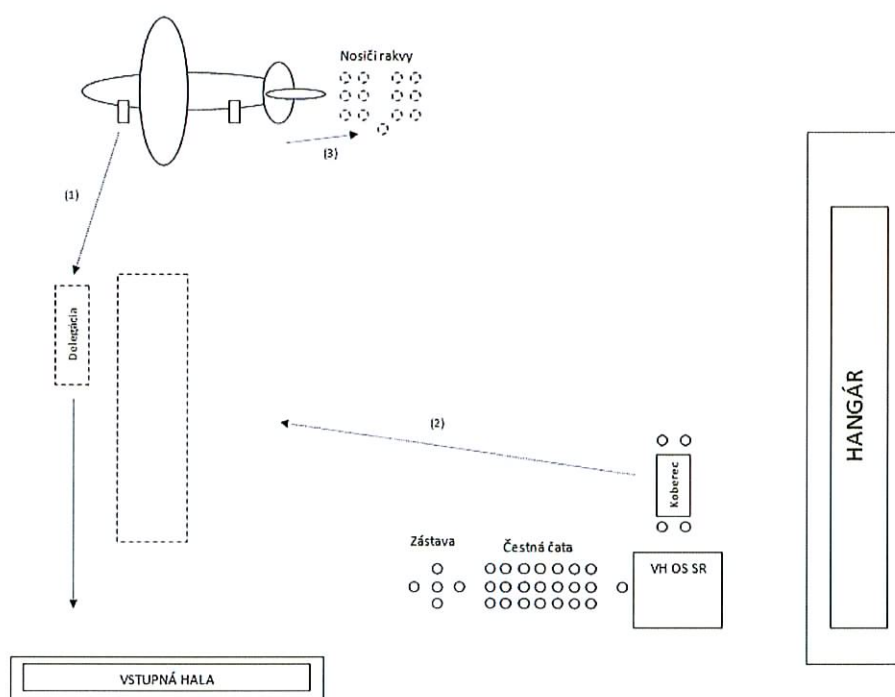 Nosiči rakvy
(3)
(1)
Delegácia
(2)
HANGÁR
Koberec
Zástava
Čestná čata
VH OS SR
VSTUPNÁ HALA